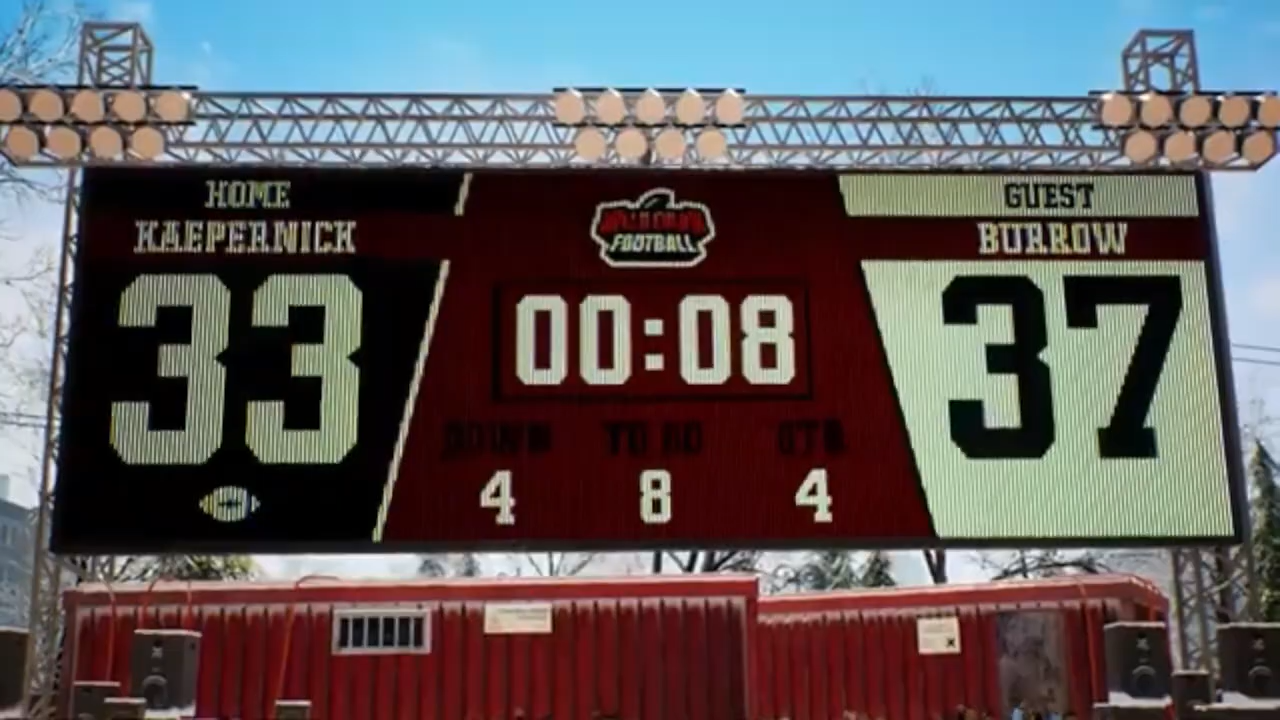 HOME
KAEPERNICK
33
FOOTBALL
00:08
DOWN TO GO QTR
4 8 4
GUEST
BURROW
37